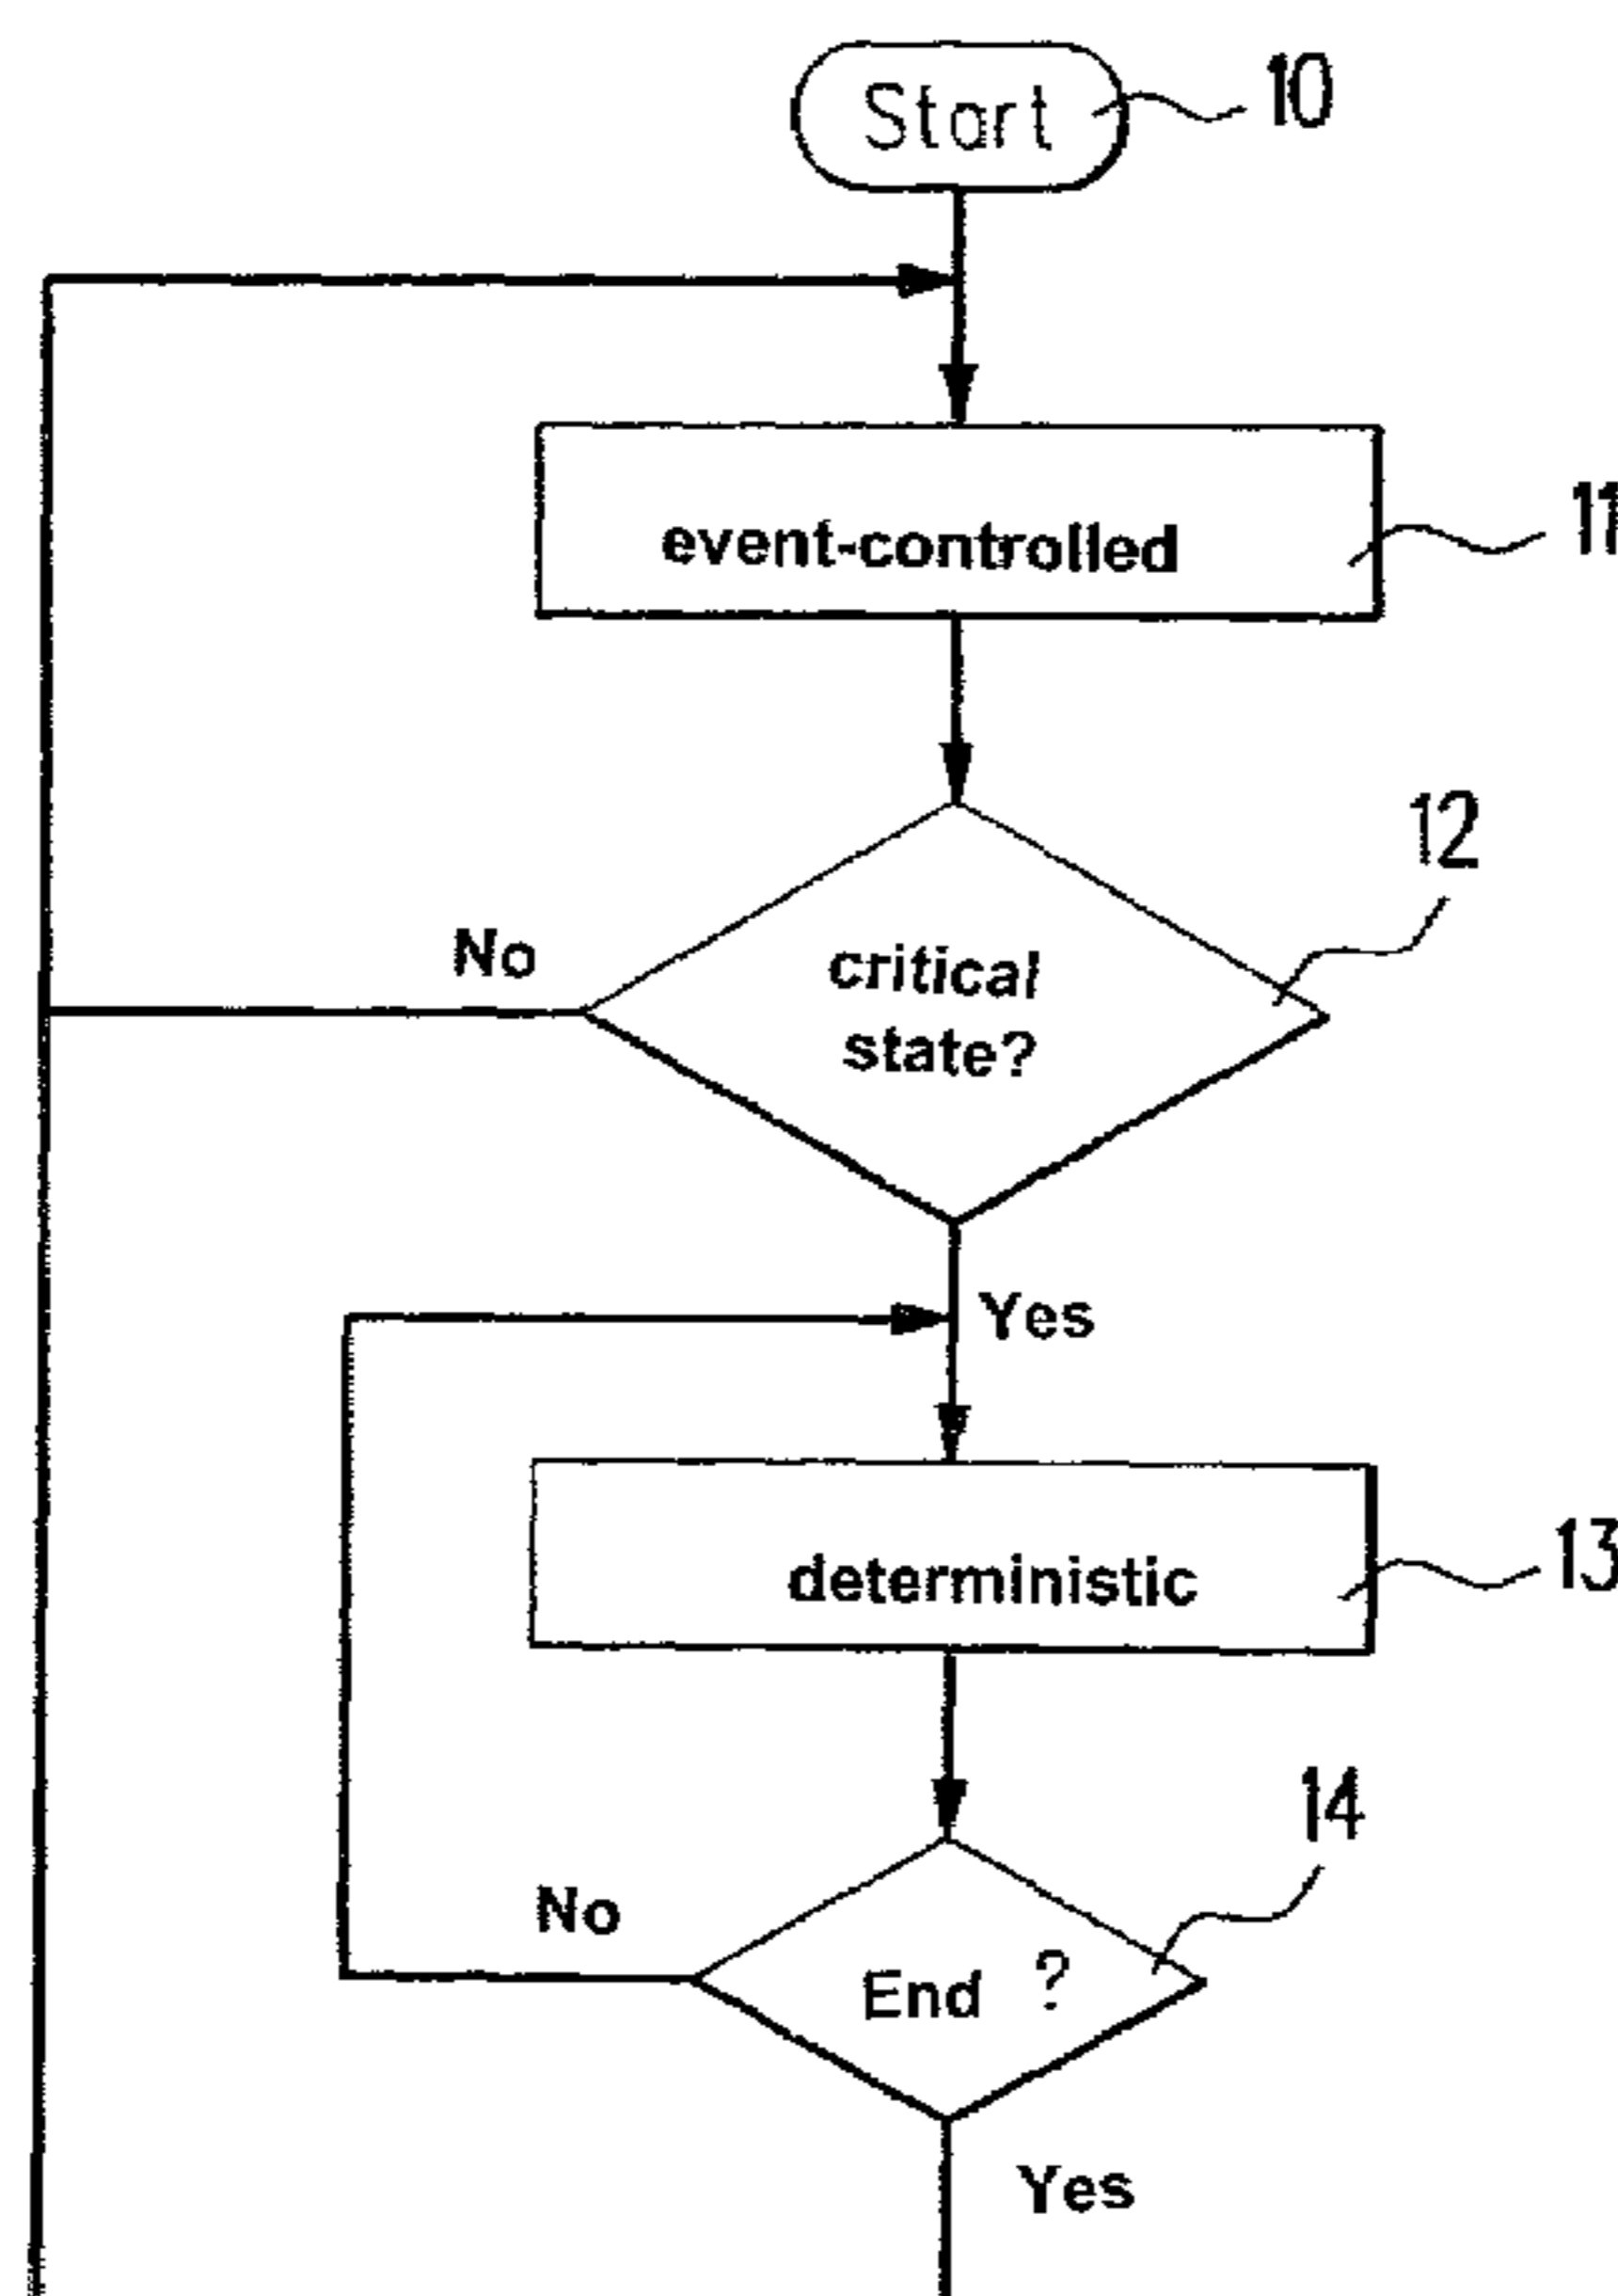 Start
10
event-controlled
11
12
No
critical
state?
Yes
deterministic
13
14
No
End ?
Yes